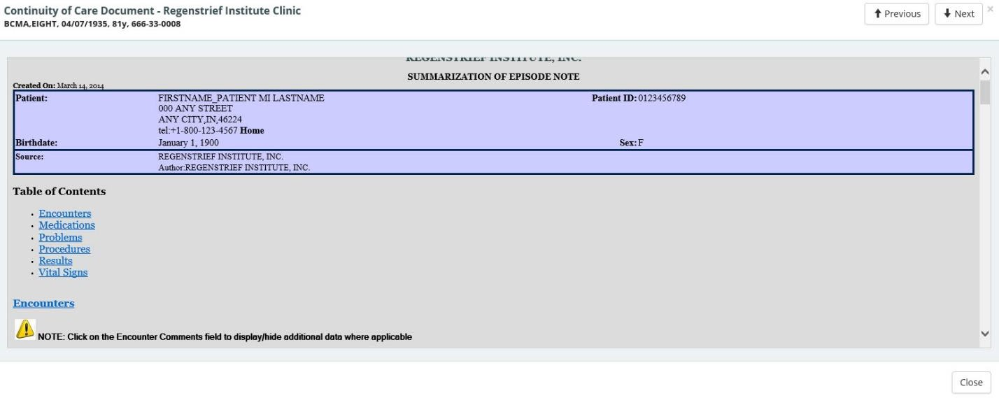 Continuity of Care Document - Regenstrief Institute Clinic
BCMA,EIGHT, 04/07/1935, 81y, 666-33-0008
Previous
Next
×
REGENSTRIEF INSTITUTE, INC.
SUMMARIZATION OF EPISODE NOTE
Created On: March 14, 2014
Patient: FIRSTNAME_PATIENT MI LASTNAME Patient ID: 0123456789
000 ANY STREET
ANY CITY,IN,46224
tel:+1-800-123-4567 Home
Birthdate: January 1, 1900 Sex: F
Source: REGENSTRIEF INSTITUTE, INC.
Author:REGENSTRIEF INSTITUTE, INC.
Table of Contents
• Encounters
• Medications
• Problems
• Procedures
• Results
• Vital Signs
Encounters
NOTE: Click on the Encounter Comments field to display/hide additional data where applicable
Close